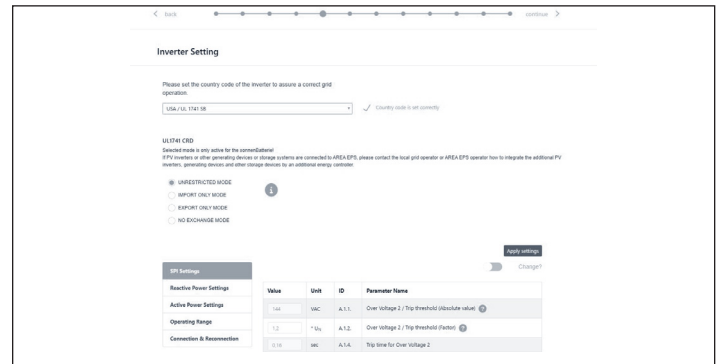 back
continue
Inverter Setting
Please set the country code of the inverter to assure a correct grid
operation
USA / UL 1741 SB
Country code is set correctly
UL1741 CRD
Selected mode is only active for the sonnenBatterie!
If PV inverters or other generating devices or storage systems are connected to AREA EPS, please contact the local grid operator or AREA EPS operator how to integrate the additional PV
inverters, generating devices and other storage devices by an additional energy controller.
UNRESTRICTED MODE
IMPORT ONLY MODE
EXPORT ONLY MODE
NO EXCHANGE MODE
Apply settings
Change?
SPI Settings
Reactive Power Settings
Active Power Settings
Operating Range
Connection & Reconnection
Value Unit ID Parameter Name
144 VAC A.1.1. Over Voltage 2 / Trip threshold (Absolute value) ?
1,2 * Uₙ A.1.2. Over Voltage 2 / Trip threshold (Factor) ?
0,16 sec A.1.4. Trip time for Over Voltage 2